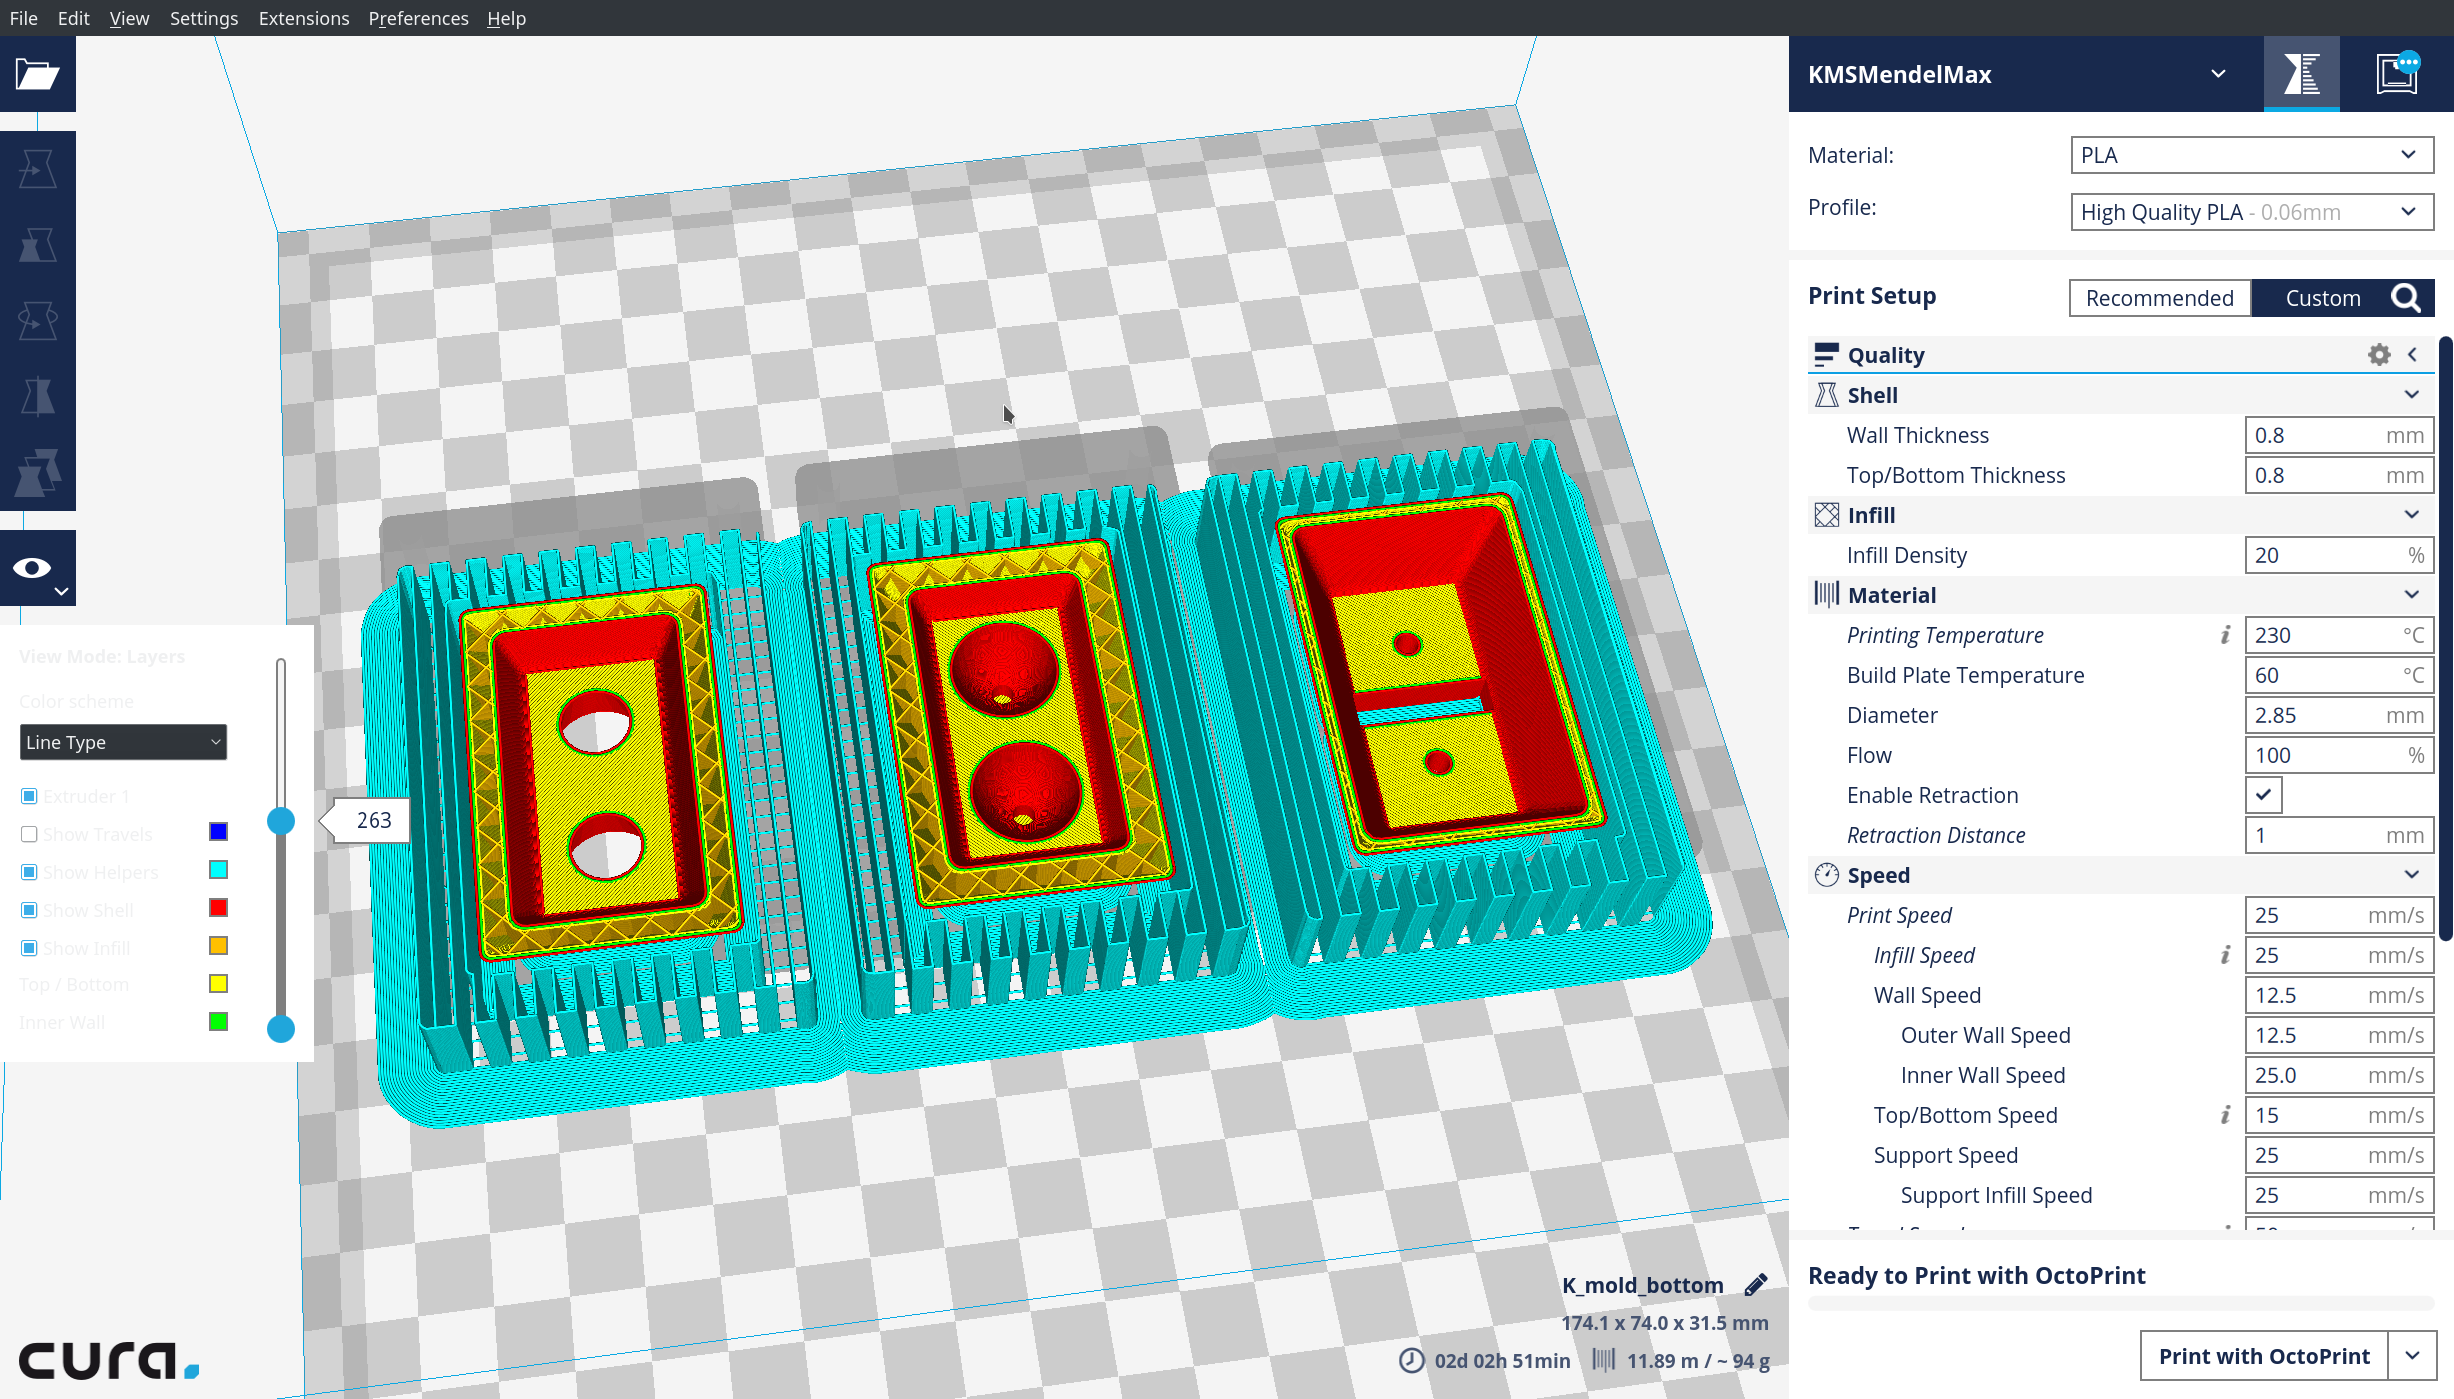 File Edit View Settings Extensions Preferences Help
KMSMendelMax
Material: PLA
Profile: High Quality PLA - 0.06mm
Print Setup Recommended Custom
Quality
Shell
Wall Thickness 0.8 mm
Top/Bottom Thickness 0.8 mm
Infill
Infill Density 20 %
Material
Printing Temperature i 230 °C
Build Plate Temperature 60 °C
Diameter 2.85 mm
Flow 100 %
Enable Retraction
Retraction Distance 1 mm
Speed
Print Speed 25 mm/s
Infill Speed i 25 mm/s
Wall Speed 12.5 mm/s
Outer Wall Speed 12.5 mm/s
Inner Wall Speed 25.0 mm/s
Top/Bottom Speed i 15 mm/s
Support Speed 25 mm/s
Support Infill Speed 25 mm/s
Ready to Print with OctoPrint
Print with OctoPrint
View Mode: Layers
Color scheme
Line Type
Extruder 1
Show Travels
Show Helpers
Show Shell
Show Infill
Top / Bottom
Inner Wall
263
K_mold_bottom
174.1 x 74.0 x 31.5 mm
02d 02h 51min 11.89 m / ~ 94 g
cura.